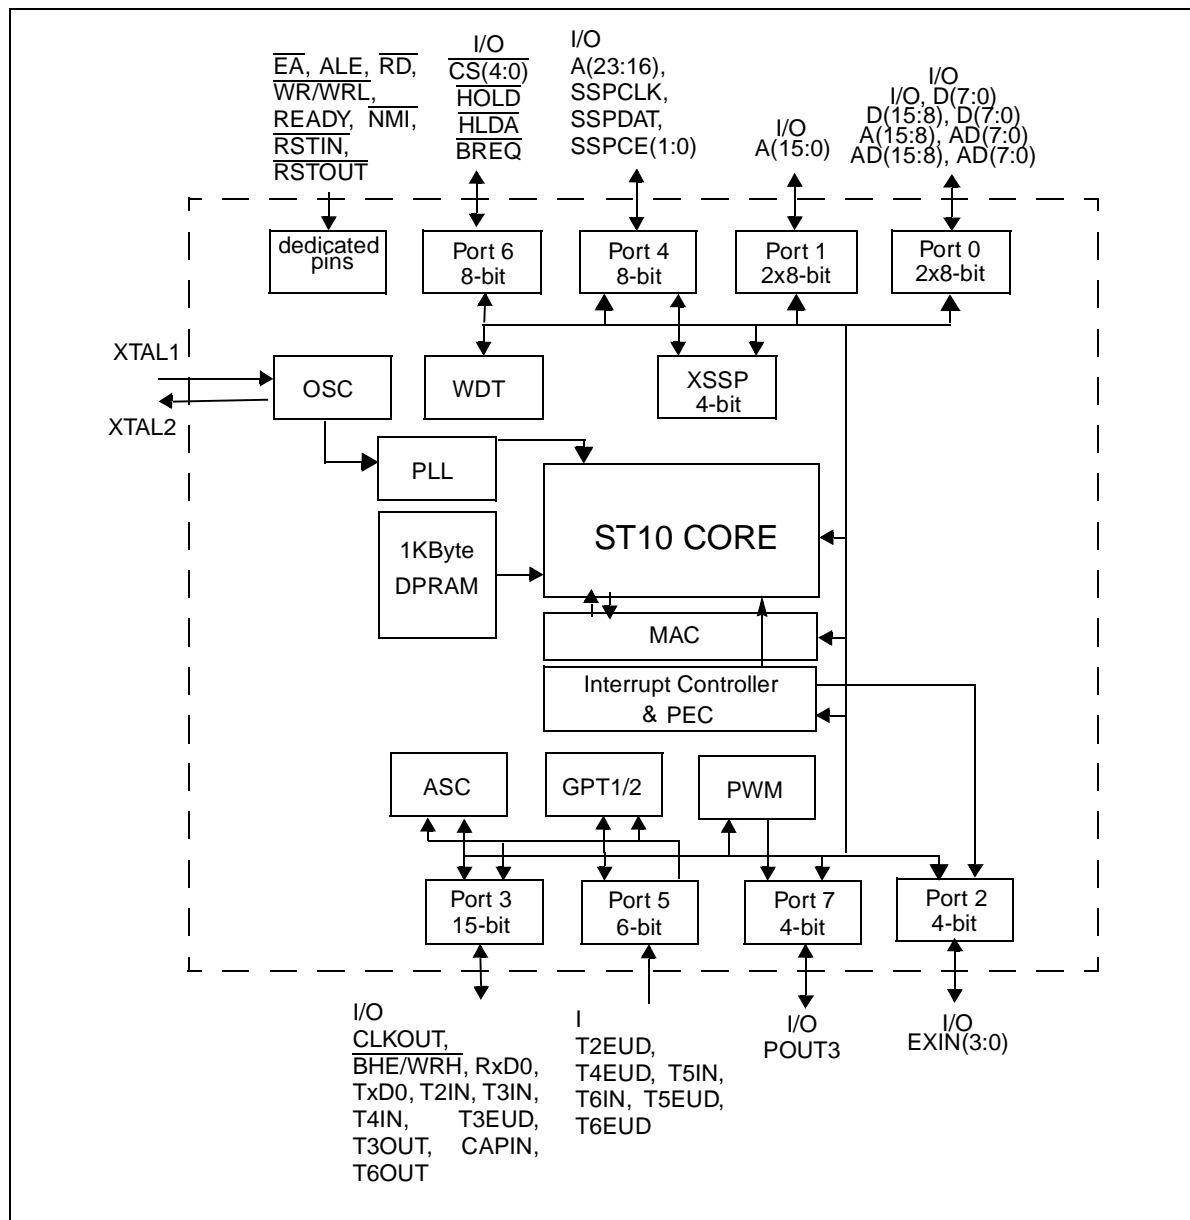 EA, ALE, RD,
WR/WRL,
READY, NMI,
RSTIN,
RSTOUT
I/O
CS(4:0)
HOLD
HLDA
BREQ
I/O
A(23:16),
SSPCLK,
SSPDAT,
SSPCE(1:0)
I/O
A(15:0)
I/O
I/O, D(7:0)
D(15:8), D(7:0)
A(15:8), AD(7:0)
AD(15:8), AD(7:0)
dedicated
pins
Port 6
8-bit
Port 4
8-bit
Port 1
2x8-bit
Port 0
2x8-bit
XTAL1
XTAL2
OSC
WDT
XSSP
4-bit
PLL
1KByte
DPRAM
ST10 CORE
MAC
Interrupt Controller
& PEC
ASC
GPT1/2
PWM
Port 3
15-bit
Port 5
6-bit
Port 7
4-bit
Port 2
4-bit
I/O
CLKOUT,
BHE/WRH, RxD0,
TxD0, T2IN, T3IN,
T4IN, T3EUD,
T3OUT, CAPIN,
T6OUT
I
T2EUD,
T4EUD, T5IN,
T6IN, T5EUD,
T6EUD
I/O
POUT3
I/O
EXIN(3:0)